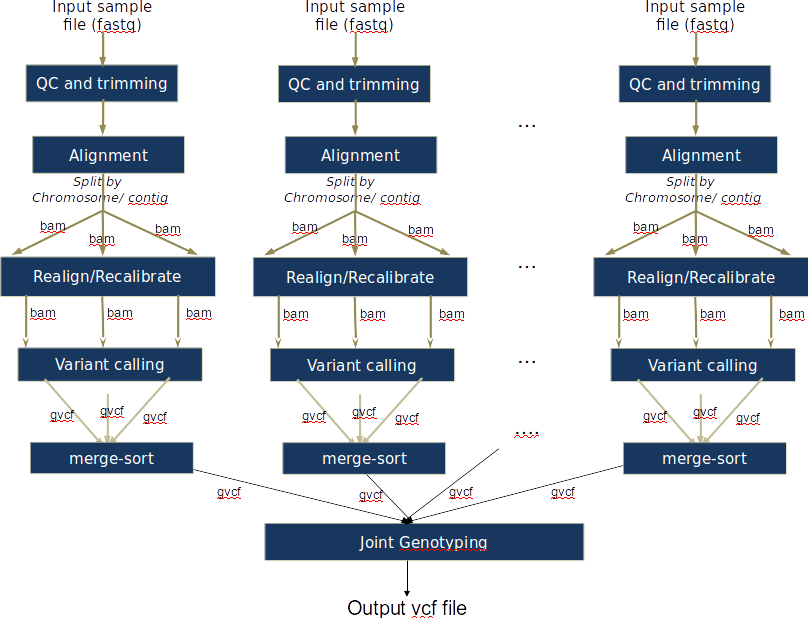 Input sample
file (fastq)
Input sample
file (fastq)
Input sample
file (fastq)
QC and trimming
QC and trimming
QC and trimming
...
Alignment
Alignment
Alignment
Split by
Chromosome/ contig
Split by
Chromosome/ contig
Split by
Chromosome/ contig
bam
bam
bam
bam
bam
bam
bam
bam
bam
Realign/Recalibrate
Realign/Recalibrate
...
Realign/Recalibrate
bam
bam
bam
bam
bam
bam
bam
bam
bam
Variant calling
Variant calling
...
Variant calling
gvcf
gvcf
gvcf
gvcf
gvcf
gvcf
gvcf
gvcf
gvcf
....
merge-sort
merge-sort
merge-sort
gvcf
gvcf
gvcf
gvcf
Joint Genotyping
Output vcf file